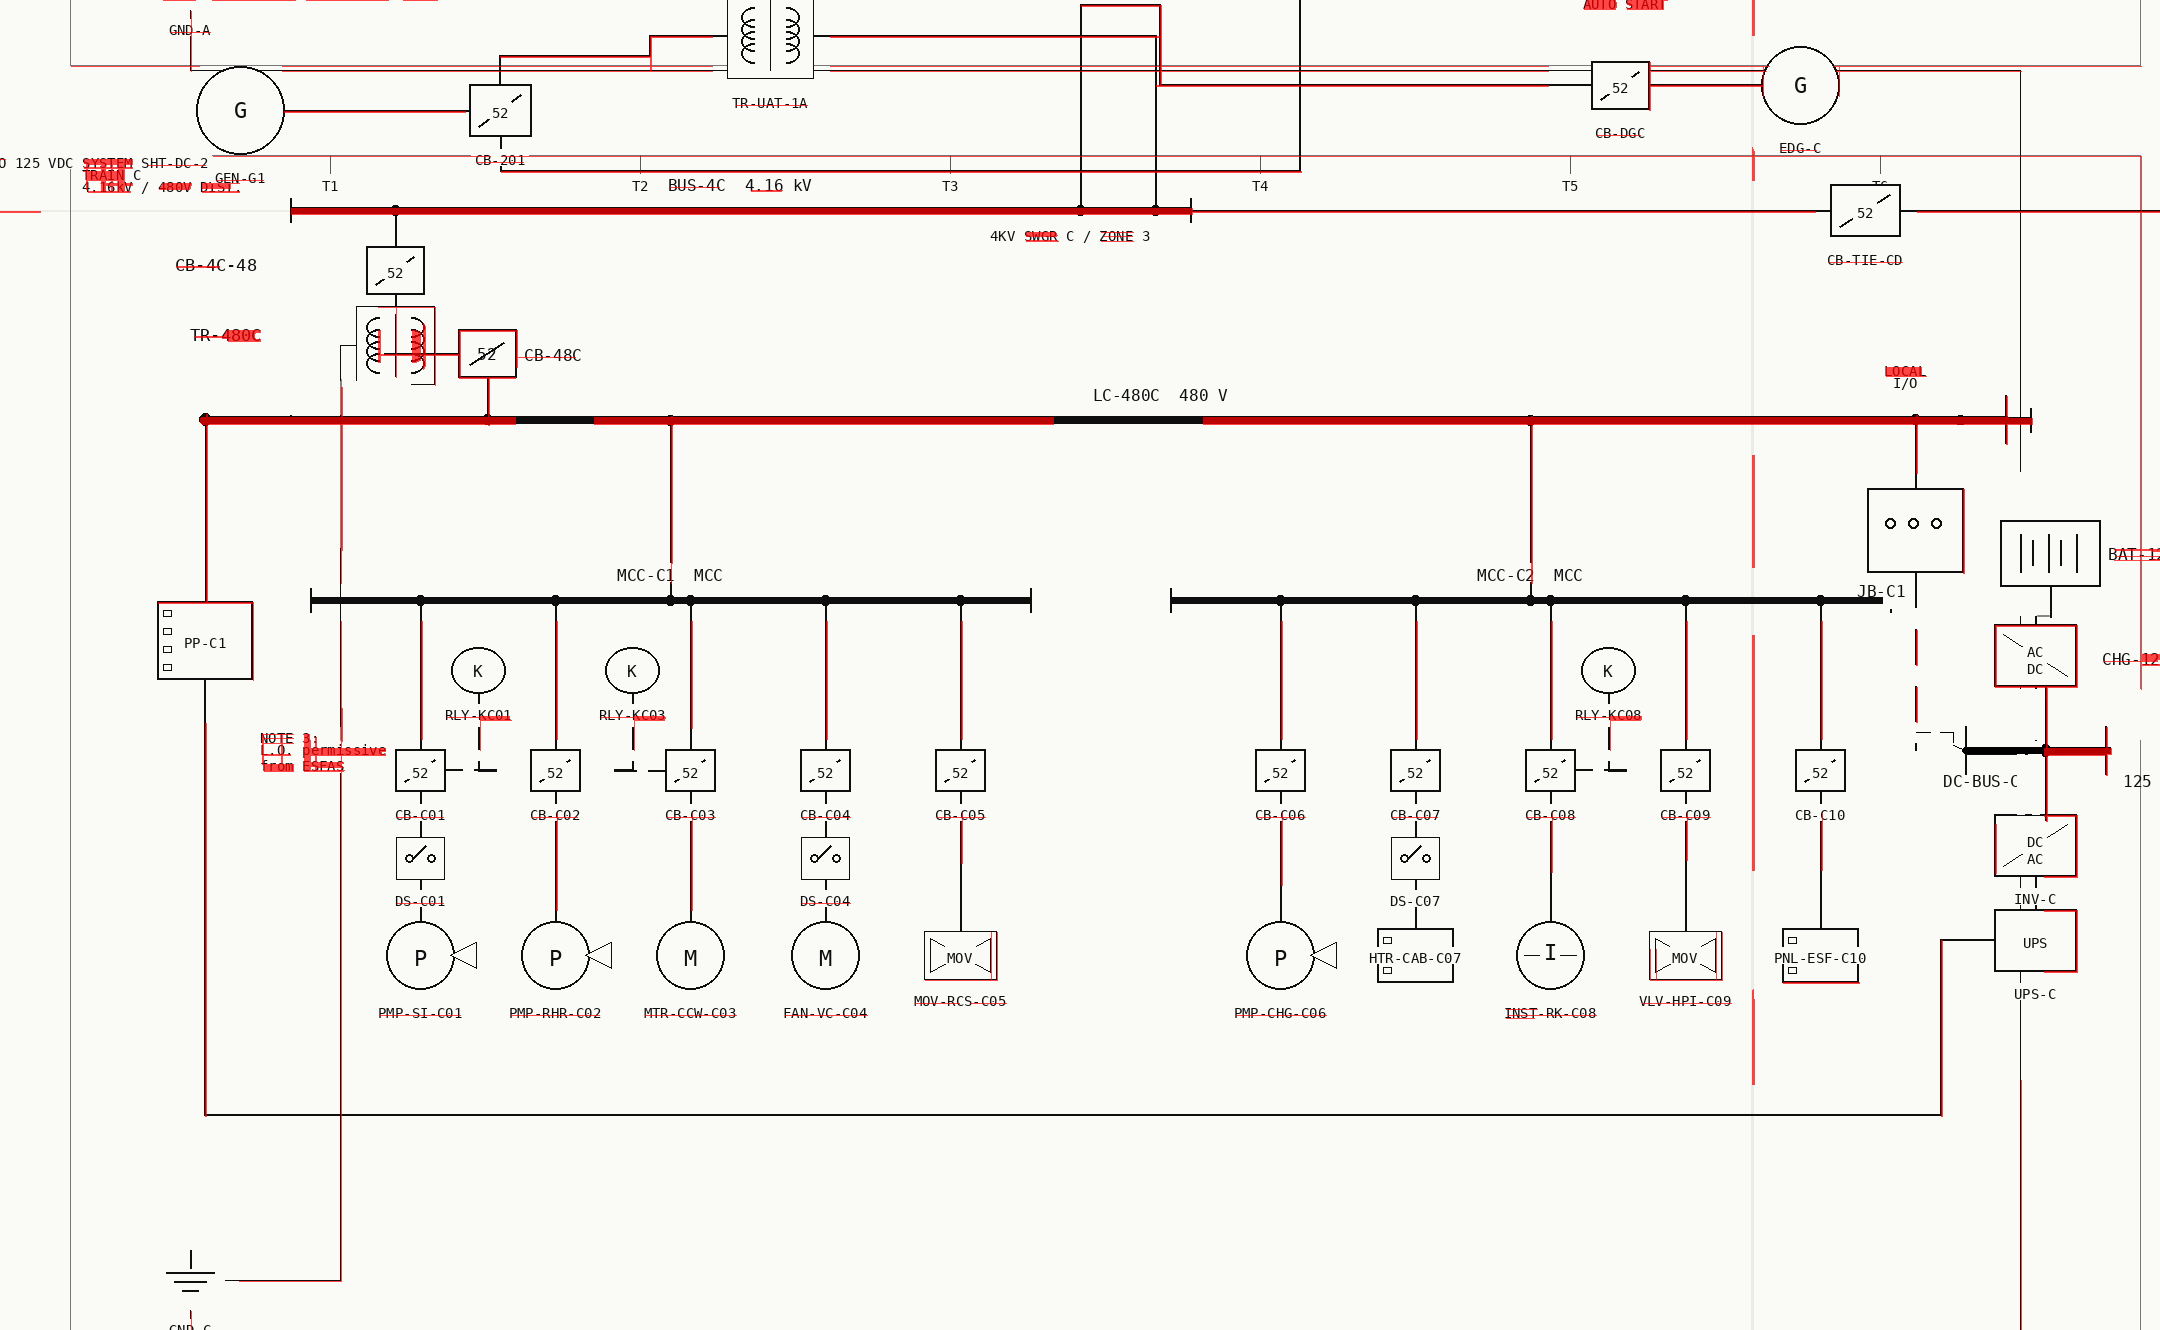 AUTO START
GND-A
G
52
TR-UAT-1A
52
G
CB-DGC
EDG-C
CB-201
O 125 VDC SYSTEM SHT-DC-2
TRAIN C
4.16kV / 480V DIST.
GEN-G1
T1
T2
BUS-4C 4.16 kV
T3
T4
T5
52
4KV SWGR C / ZONE 3
CB-TIE-CD
CB-4C-48
52
TR-480C
52
CB-48C
LOCAL
I/O
LC-480C 480 V
MCC-C1 MCC
MCC-C2 MCC
JB-C1
PP-C1
K
K
K
AC
DC
RLY-KC01
RLY-KC03
RLY-KC08
NOTE 3:
L.O. permissive
from ESFAS
52
52
52
52
52
52
52
52
52
52
DC-BUS-C
125
CB-C01
CB-C02
CB-C03
CB-C04
CB-C05
CB-C06
CB-C07
CB-C08
CB-C09
CB-C10
DC
AC
DS-C01
DS-C04
DS-C07
INV-C
P
P
M
M
MOV
P
HTR-CAB-C07
I
MOV
PNL-ESF-C10
UPS
UPS-C
PMP-SI-C01
PMP-RHR-C02
MTR-CCW-C03
FAN-VC-C04
MOV-RCS-C05
PMP-CHG-C06
INST-RK-C08
VLV-HPI-C09